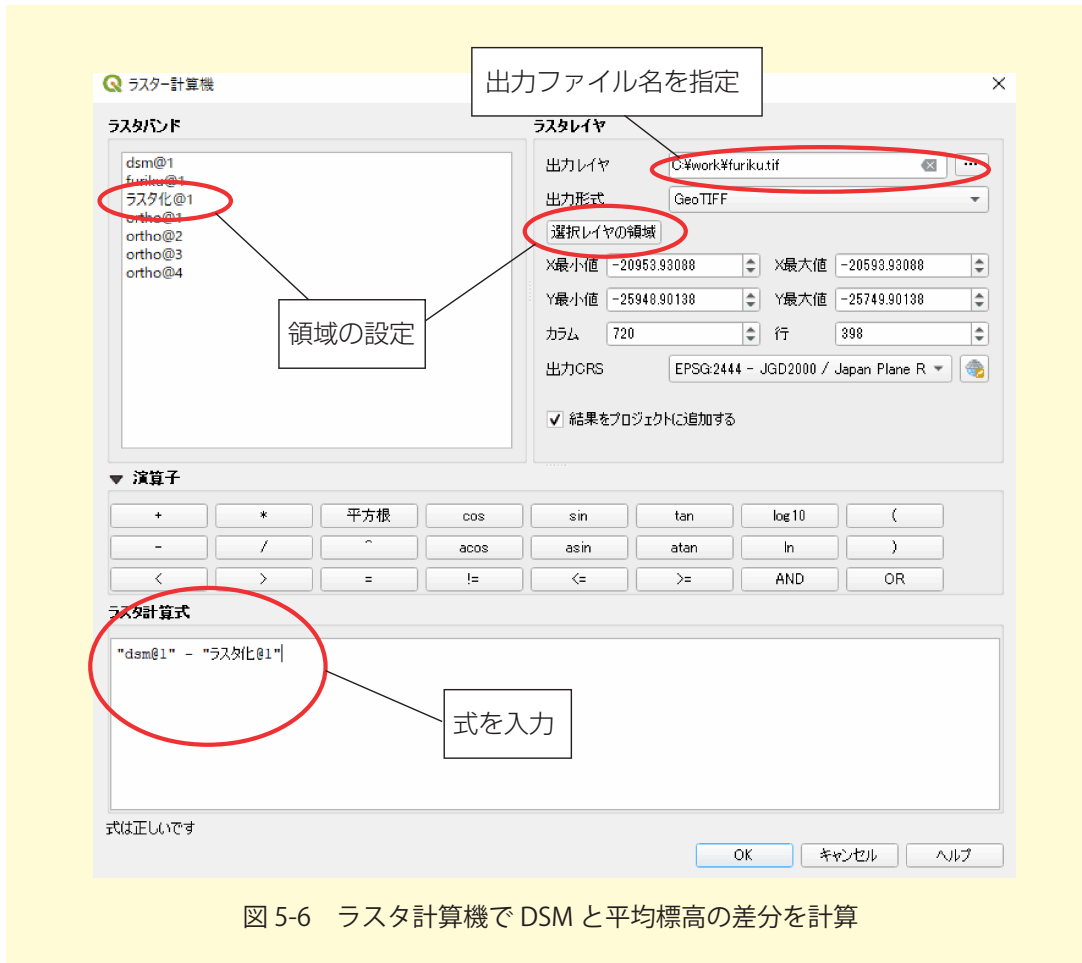 出力ファイル名を指定
ラスター計算機
ラスタバンド
dsm@1
furiku@1
ラスタ化@1
ortho@1
ortho@2
ortho@3
ortho@4
領域の設定
ラスタレイヤ
出力レイヤ C:¥work¥furiku.tif ...
出力形式 GeoTIFF
選択レイヤの領域
X最小値 -20953.93088 X最大値 -20593.93088
Y最小値 -25948.90138 Y最大値 -25749.90138
カラム 720 行 398
出力CRS EPSG:2444 - JGD2000 / Japan Plane R
結果をプロジェクトに追加する
演算子
+ * 平方根 cos sin tan log10 (
- / ^ acos asin atan ln )
< > = != <= >= AND OR
ラスタ計算式
"dsm@1" - "ラスタ化@1"
式を入力
式は正しいです
OK キャンセル ヘルプ
図 5-6 ラスタ計算機で DSM と平均標高の差分を計算